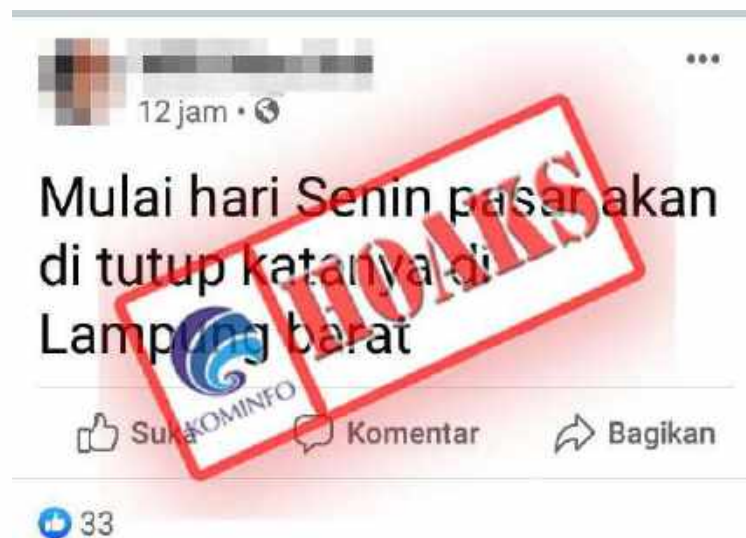 12 jam
Mulai hari Senin pasar akan
di tutup katanya di
Lampung barat
HOAKS
KOMINFO
Suka
Komentar
Bagikan
33